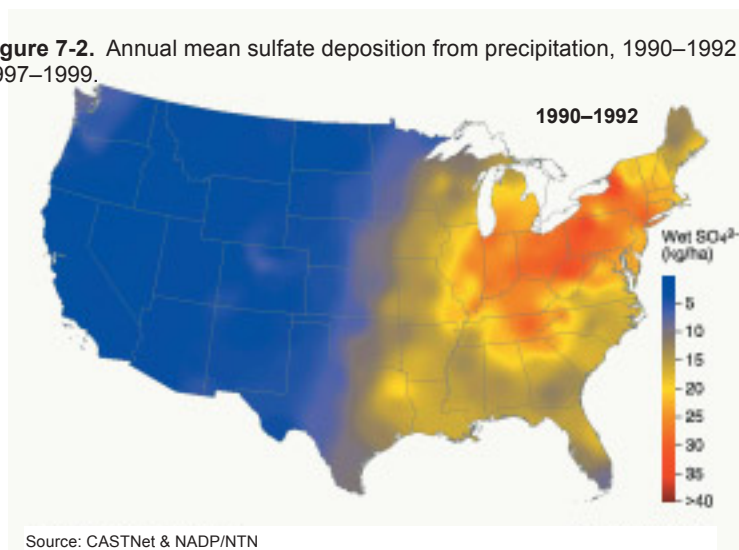 gure 7-2. Annual mean sulfate deposition from precipitation, 1990–1992
997–1999.
1990–1992
Wet SO₄²⁻
(kg/ha)
5
10
15
20
25
30
35
>40
Source: CASTNet & NADP/NTN